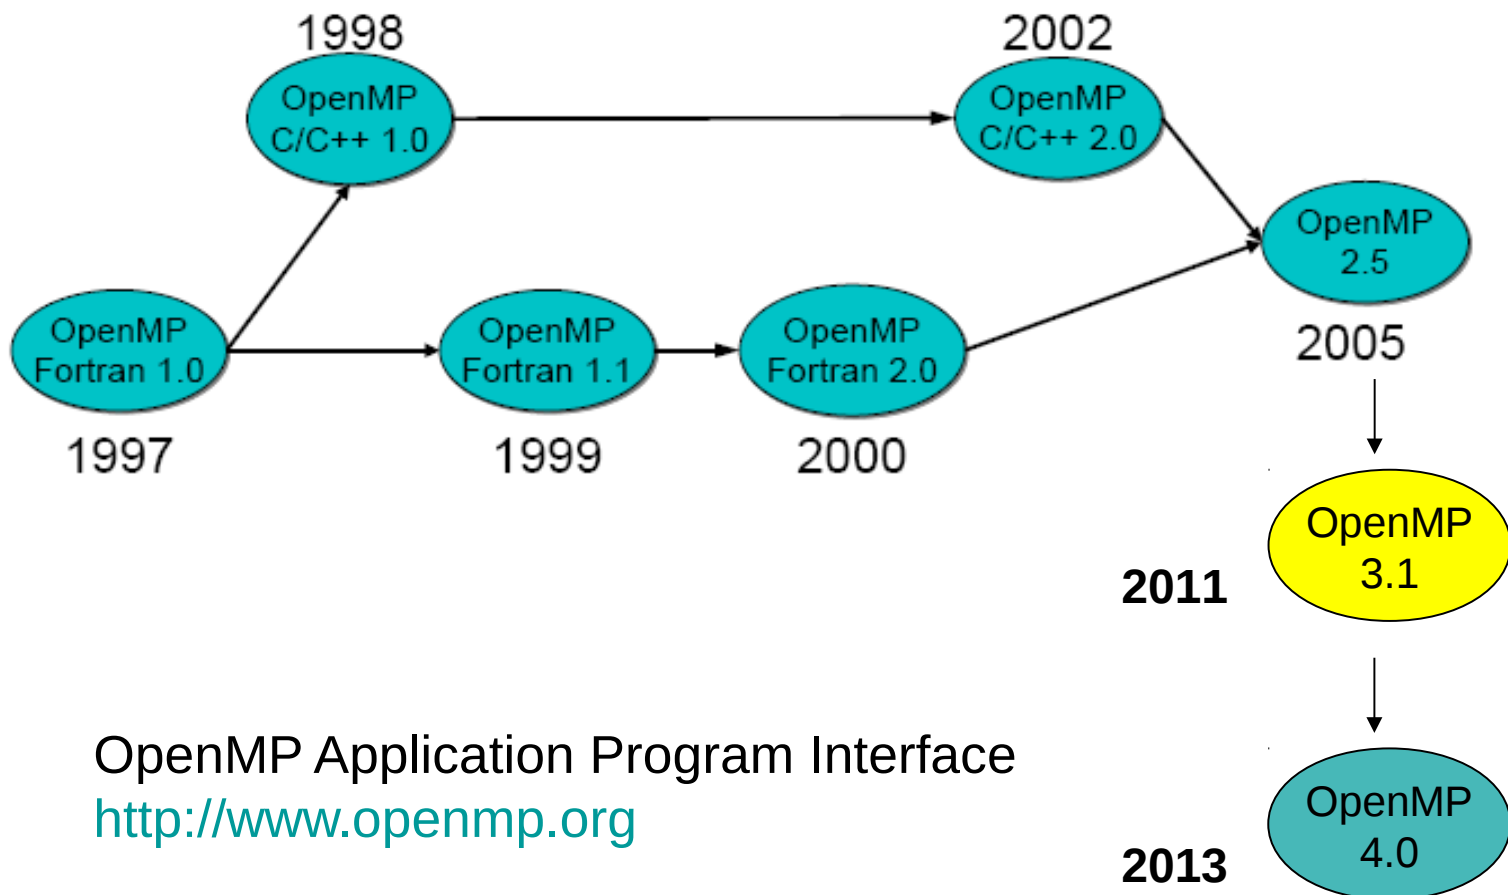 1998
2002
OpenMP
C/C++ 1.0
OpenMP
C/C++ 2.0
OpenMP
2.5
2005
OpenMP
Fortran 1.0
OpenMP
Fortran 1.1
OpenMP
Fortran 2.0
1997
1999
2000
OpenMP
3.1
2011
OpenMP Application Program Interface
http://www.openmp.org
OpenMP
4.0
2013